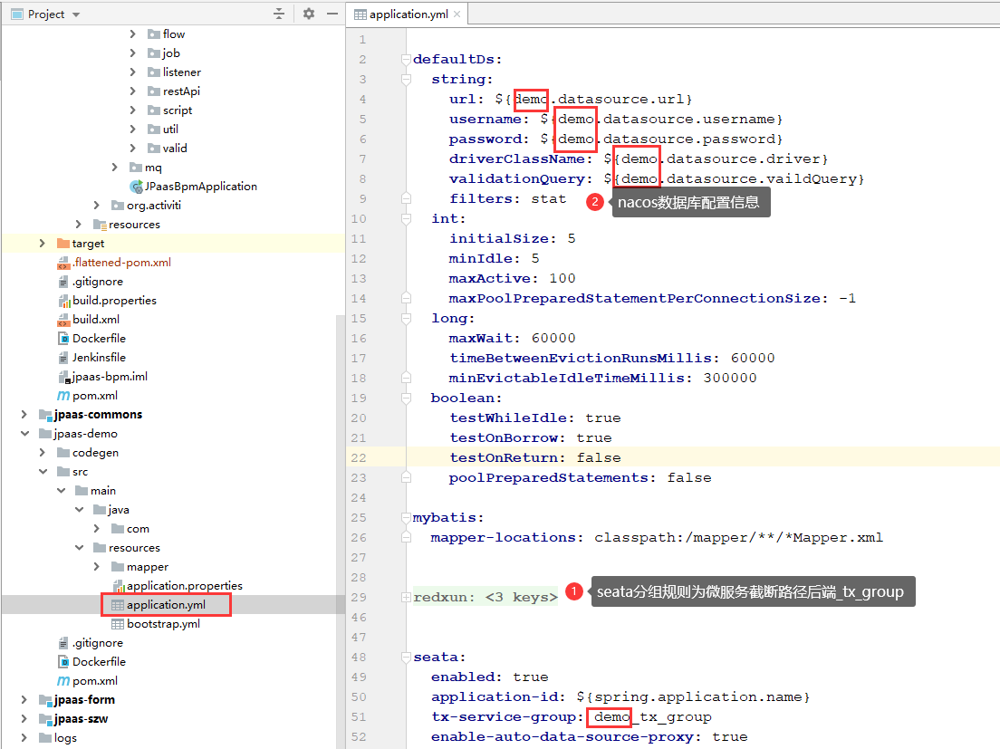 Project
flow
job
listener
restApi
script
util
valid
mq
JPaasBpmApplication
org.activiti
resources
target
.flattened-pom.xml
.gitignore
build.properties
build.xml
Dockerfile
Jenkinsfile
jpaas-bpm.iml
pom.xml
jpaas-commons
jpaas-demo
codegen
src
main
java
com
resources
mapper
application.properties
application.yml
bootstrap.yml
.gitignore
Dockerfile
pom.xml
jpaas-form
jpaas-szw
logs
application.yml
1
2 defaultDs:
3 string:
4 url: ${demo.datasource.url}
5 username: ${demo.datasource.username}
6 password: ${demo.datasource.password}
7 driverClassName: ${demo.datasource.driver}
8 validationQuery: ${demo.datasource.vaildQuery}
9 filters: stat
2 nacos数据库配置信息
10 int:
11 initialSize: 5
12 minIdle: 5
13 maxActive: 100
14 maxPoolPreparedStatementPerConnectionSize: -1
15 long:
16 maxWait: 60000
17 timeBetweenEvictionRunsMillis: 60000
18 minEvictableIdleTimeMillis: 300000
19 boolean:
20 testWhileIdle: true
21 testOnBorrow: true
22 testOnReturn: false
23 poolPreparedStatements: false
24
25 mybatis:
26 mapper-locations: classpath:/mapper/**/*Mapper.xml
27
28
29 redxun: <3 keys> 1 seata分组规则为微服务截断路径后端_tx_group
46
47
48 seata:
49 enabled: true
50 application-id: ${spring.application.name}
51 tx-service-group: demo_tx_group
52 enable-auto-data-source-proxy: true